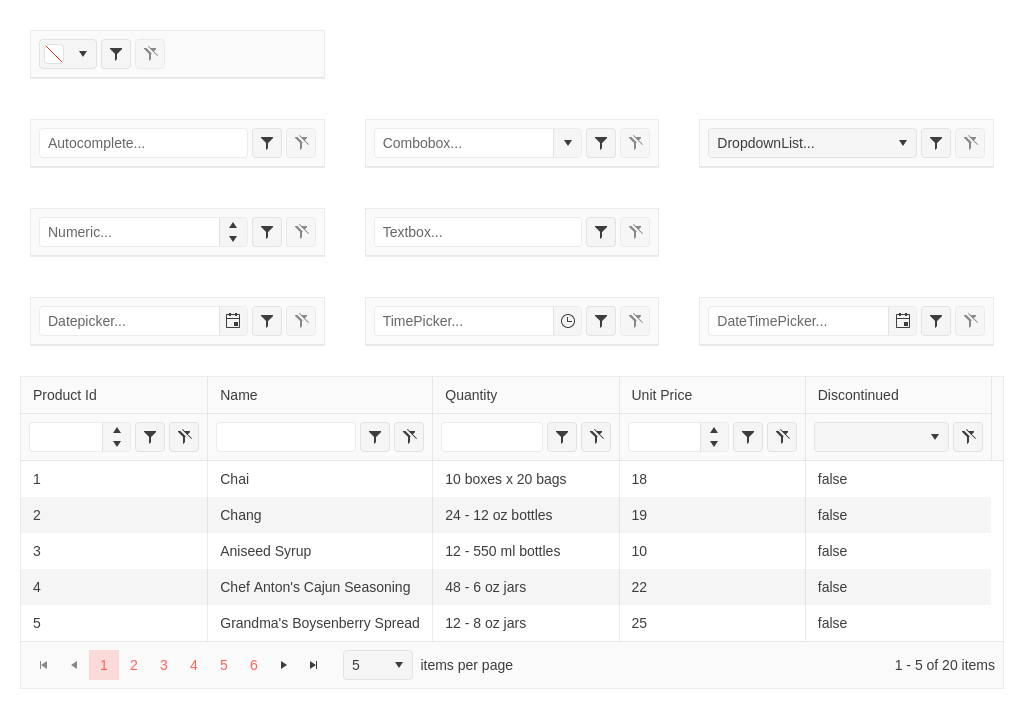 Autocomplete... Combobox... DropdownList...
Numeric... Textbox...
Datepicker... TimePicker... DateTimePicker...
Product Id Name Quantity Unit Price Discontinued
1 Chai 10 boxes x 20 bags 18 false
2 Chang 24 - 12 oz bottles 19 false
3 Aniseed Syrup 12 - 550 ml bottles 10 false
4 Chef Anton's Cajun Seasoning 48 - 6 oz jars 22 false
5 Grandma's Boysenberry Spread 12 - 8 oz jars 25 false
1 2 3 4 5 6 5 items per page 1 - 5 of 20 items